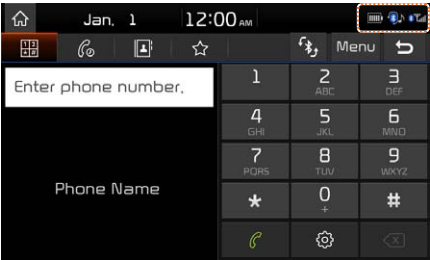 Jan. 1 12:00 AM
Menu
Enter phone number.
Phone Name
1
2 ABC
3 DEF
4 GHI
5 JKL
6 MNO
7 PQRS
8 TUV
9 WXYZ
*
0 +
#